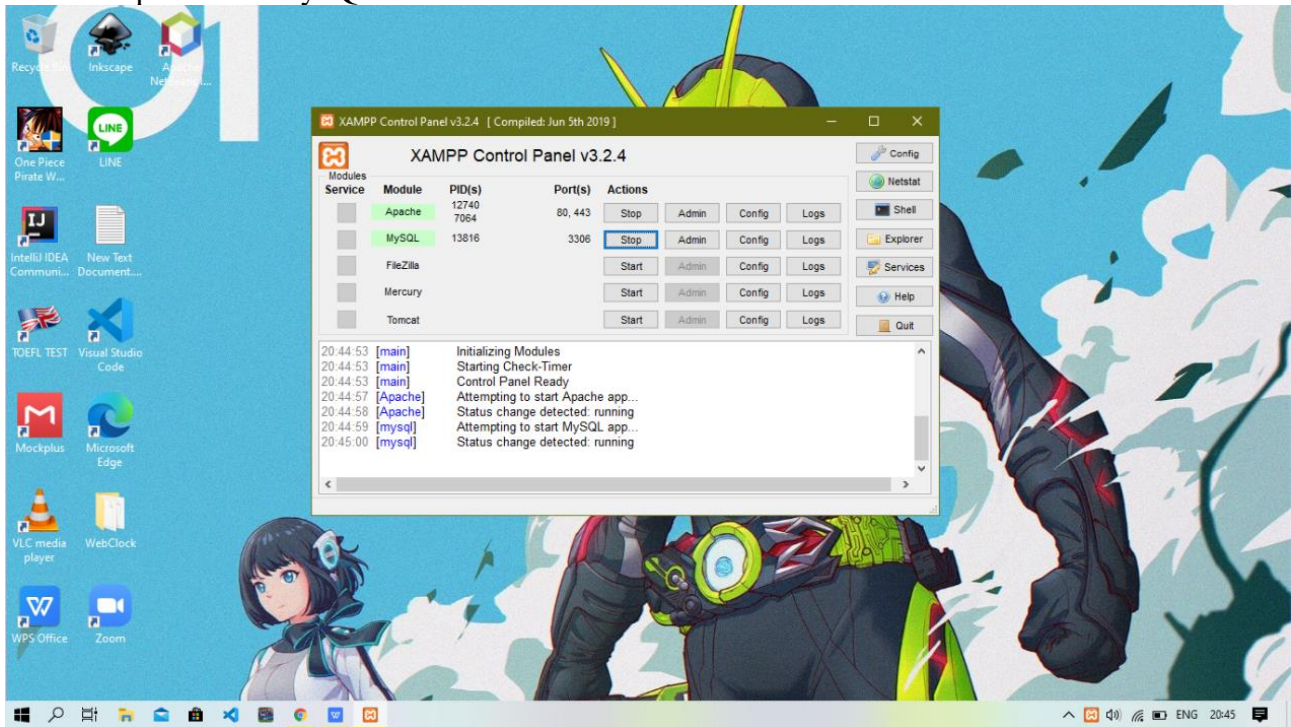 01
Recycle Bin
Inkscape
Apache
NetBeans ...
One Piece
Pirate W...
LINE
LINE
IJ
IntelliJ IDEA
Communi...
New Text
Document....
TOEFL TEST
Visual Studio
Code
Mockplus
Microsoft
Edge
VLC media
player
WebClock
WPS Office
Zoom
XAMPP Control Panel v3.2.4 [ Compiled: Jun 5th 2019 ]
XAMPP Control Panel v3.2.4
Config
Netstat
Shell
Explorer
Services
Help
Quit
Modules
Service Module PID(s) Port(s) Actions
Apache 12740 7064 80, 443 Stop Admin Config Logs
MySQL 13816 3306 Stop Admin Config Logs
FileZilla Start Admin Config Logs
Mercury Start Admin Config Logs
Tomcat Start Admin Config Logs
20:44:53 [main] Initializing Modules
20:44:53 [main] Starting Check-Timer
20:44:53 [main] Control Panel Ready
20:44:57 [Apache] Attempting to start Apache app...
20:44:58 [Apache] Status change detected: running
20:44:59 [mysql] Attempting to start MySQL app...
20:45:00 [mysql] Status change detected: running
ENG 20:45